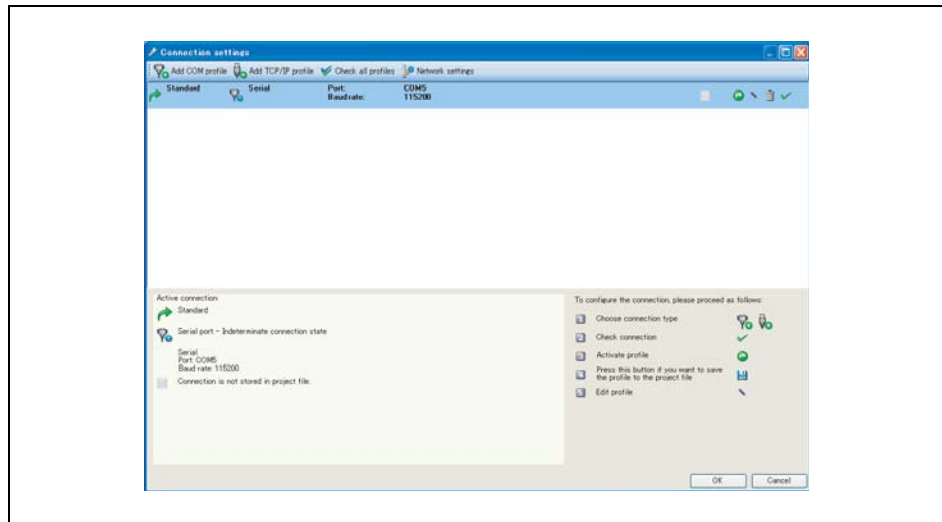 Connection settings
Add COM profile Add TCP/IP profile Check all profiles Network settings
Standard Serial Port: COM5
Baud rate: 115200
Active connection
Standard
Serial port - Indeterminate connection state
Serial
Port: COM5
Baud rate: 115200
Connection is not stored in project file.
To configure the connection, please proceed as follows:
Choose connection type
Check connection
Activate profile
Press this button if you want to save
the profile to the project file
Edit profile
OK Cancel